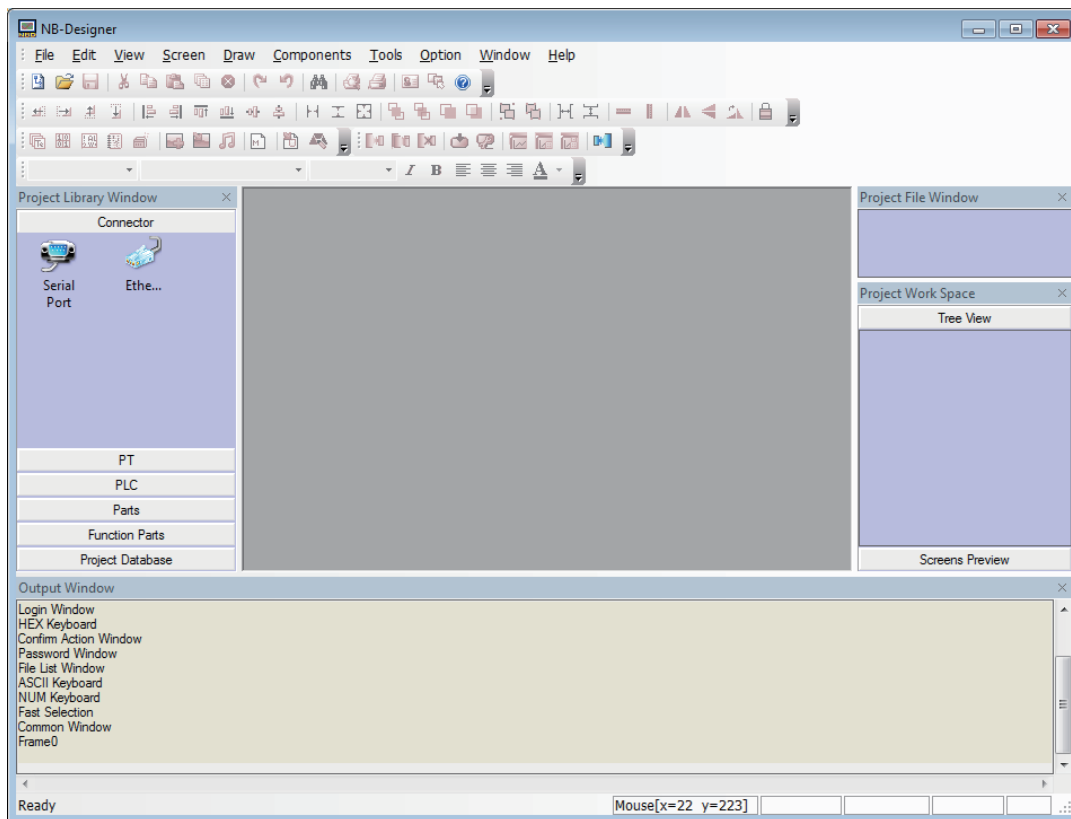 NB-Designer
File Edit View Screen Draw Components Tools Option Window Help
I B A
Project Library Window
Connector
Serial Port
Ethe...
PT
PLC
Parts
Function Parts
Project Database
Project File Window
Project Work Space
Tree View
Screens Preview
Output Window
Login Window
HEX Keyboard
Confirm Action Window
Password Window
File List Window
ASCII Keyboard
NUM Keyboard
Fast Selection
Common Window
Frame0
Ready
Mouse[x=22 y=223]